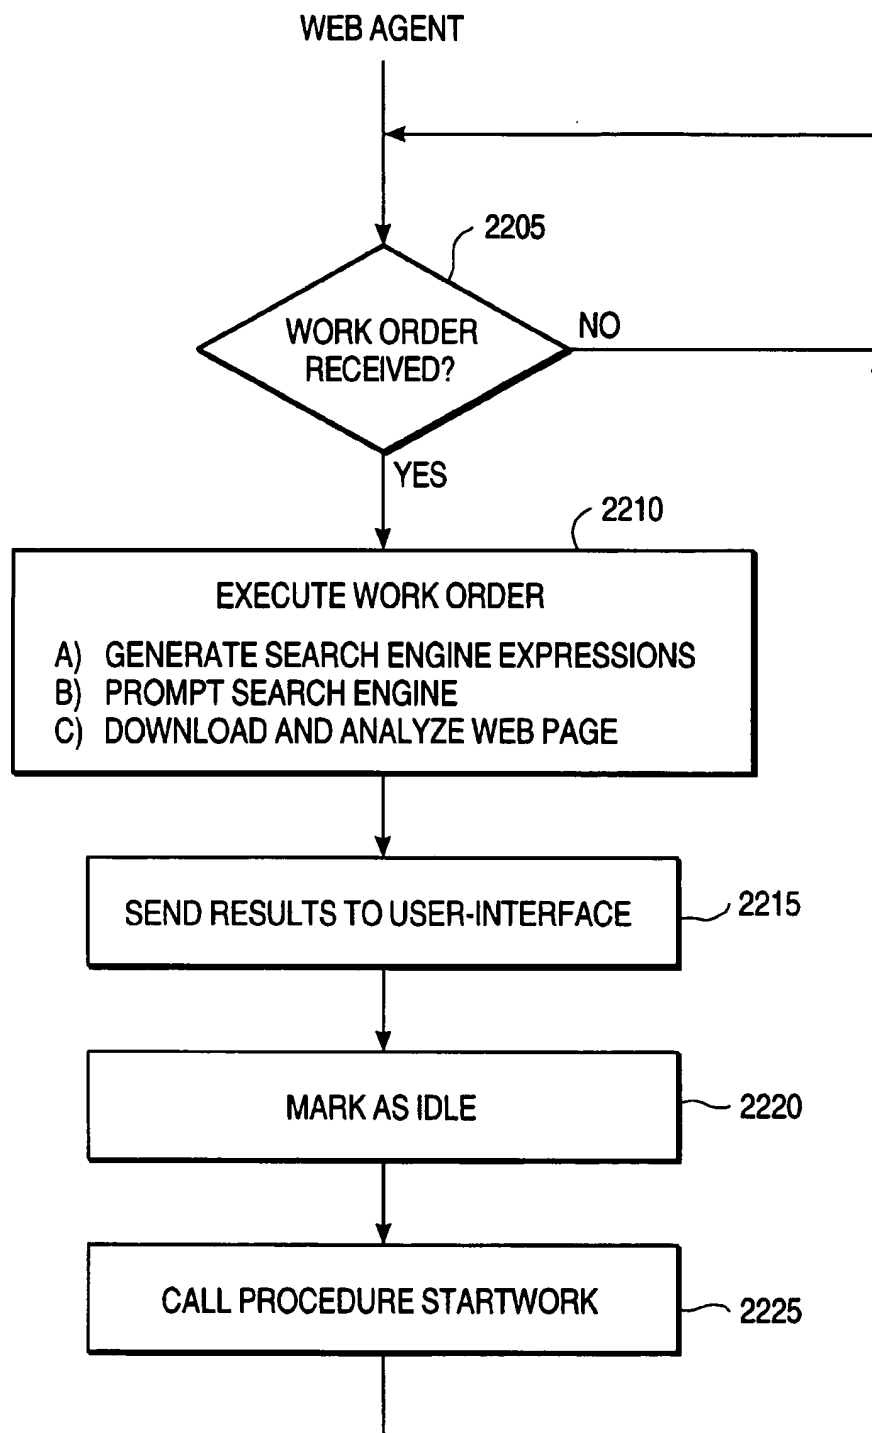 WEB AGENT
2205
WORK ORDER
RECEIVED?
NO
YES
2210
EXECUTE WORK ORDER
A) GENERATE SEARCH ENGINE EXPRESSIONS
B) PROMPT SEARCH ENGINE
C) DOWNLOAD AND ANALYZE WEB PAGE
SEND RESULTS TO USER-INTERFACE
2215
MARK AS IDLE
2220
CALL PROCEDURE STARTWORK
2225